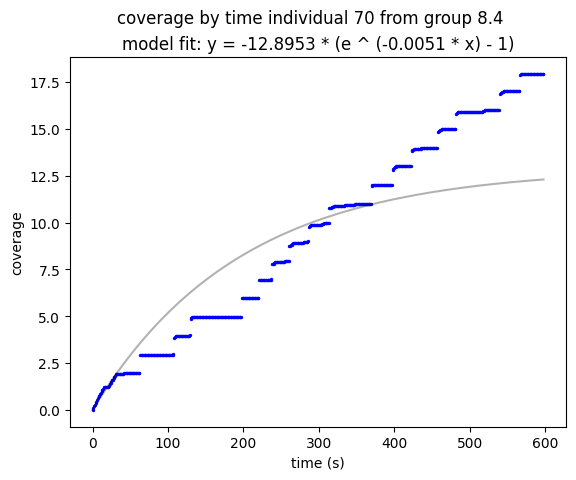 coverage by time individual 70 from group 8.4
model fit: y = -12.8953 * (e ^ (-0.0051 * x) - 1)
17.5
15.0
12.5
10.0
7.5
5.0
2.5
0.0
coverage
0 100 200 300 400 500 600
time (s)